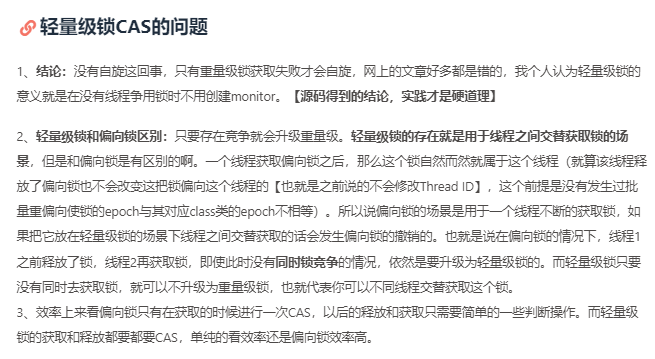 轻量级锁CAS的问题
1、结论：没有自旋这回事，只有重量级锁获取失败才会自旋，网上的文章好多都是错的，我个人认为轻量级锁的
意义就是在没有线程争用锁时不用创建monitor。【源码得到的结论，实践才是硬道理】
2、轻量级锁和偏向锁区别：只要存在竞争就会升级重量级。轻量级锁的存在就是用于线程之间交替获取锁的场
景，但是和偏向锁是有区别的啊。一个线程获取偏向锁之后，那么这个锁自然而然就属于这个线程（就算该线程释
放了偏向锁也不会改变这把锁偏向这个线程的【也就是之前说的不会修改Thread ID】，这个前提是没有发生过批
量重偏向使锁的epoch与其对应class类的epoch不相等）。所以说偏向锁的场景是用于一个线程不断的获取锁，如
果把它放在轻量级锁的场景下线程之间交替获取的话会发生偏向锁的撤销的。也就是说在偏向锁的情况下，线程1
之前释放了锁，线程2再获取锁，即使此时没有同时锁竞争的情况，依然是要升级为轻量级锁的。而轻量级锁只要
没有同时去获取锁，就可以不升级为重量级锁，也就代表你可以不同线程交替获取这个锁。
3、效率上来看偏向锁只有在获取的时候进行一次CAS，以后的释放和获取只需要简单的一些判断操作。而轻量级
锁的获取和释放都要都要CAS，单纯的看效率还是偏向锁效率高。